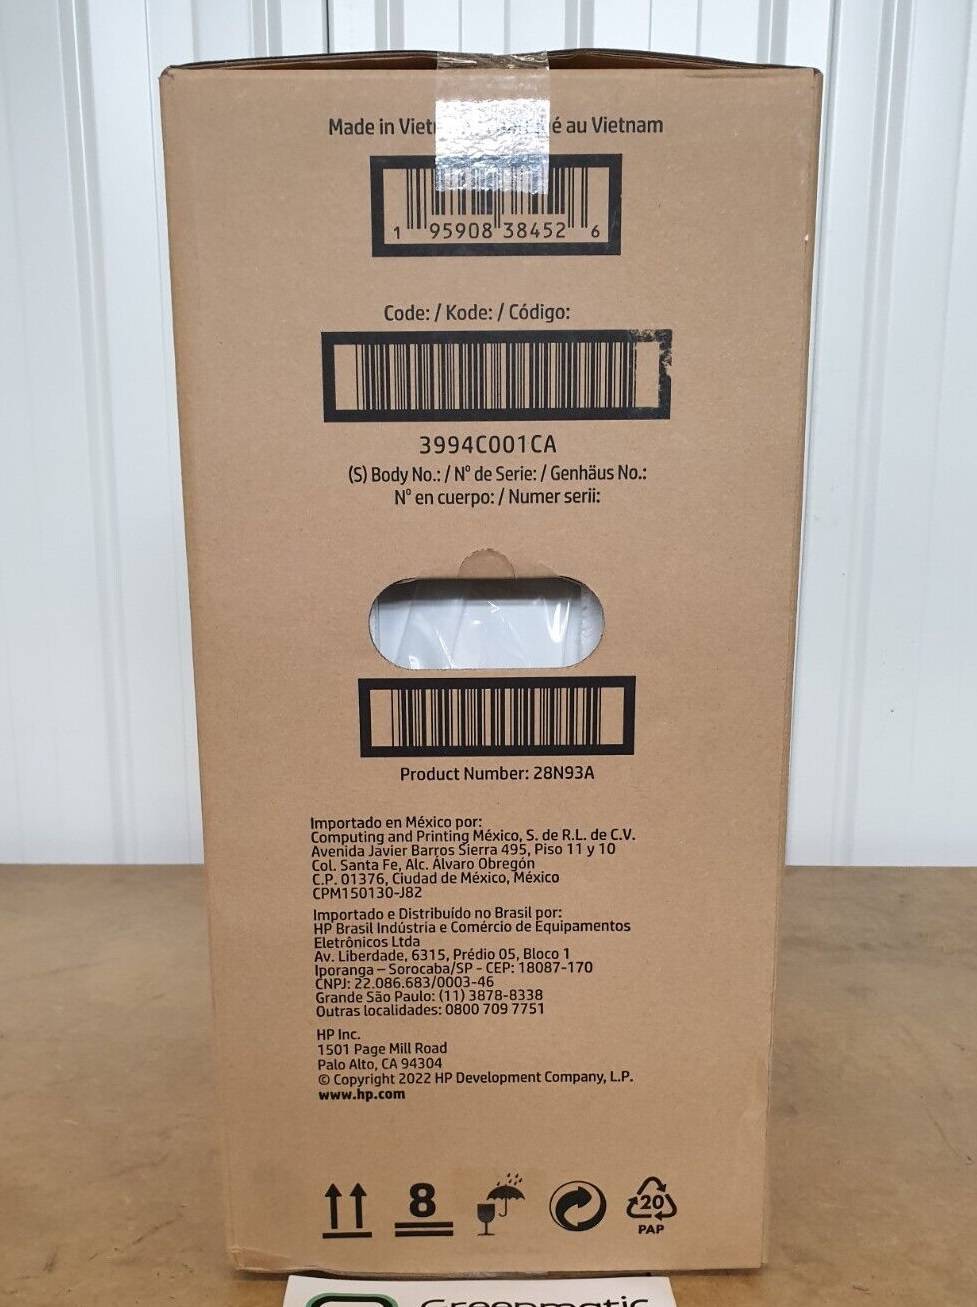 Made in au Vietnam
1 95908 38452 6
Code: / Kode: / Código:
3994C001CA
(S) Body No.: / N° de Serie: / Genhäus No.:
N° en cuerpo: / Numer serii:
Product Number: 28N93A
Importado en México por:
Computing and Printing México, S. de R.L. de C.V.
Avenida Javier Barros Sierra 495, Piso 11 y 10
Col. Santa Fe, Alc. Álvaro Obregón
C.P. 01376, Ciudad de México, México
CPM150130-J82
Importado e Distribuído no Brasil por:
HP Brasil Indústria e Comércio de Equipamentos
Eletrônicos Ltda
Av. Liberdade, 6315, Prédio 05, Bloco 1
Iporanga – Sorocaba/SP - CEP: 18087-170
CNPJ: 22.086.683/0003-46
Grande São Paulo: (11) 3878-8338
Outras localidades: 0800 709 7751
HP Inc.
1501 Page Mill Road
Palo Alto, CA 94304
© Copyright 2022 HP Development Company, L.P.
www.hp.com
8
20
PAP
Greenmatic